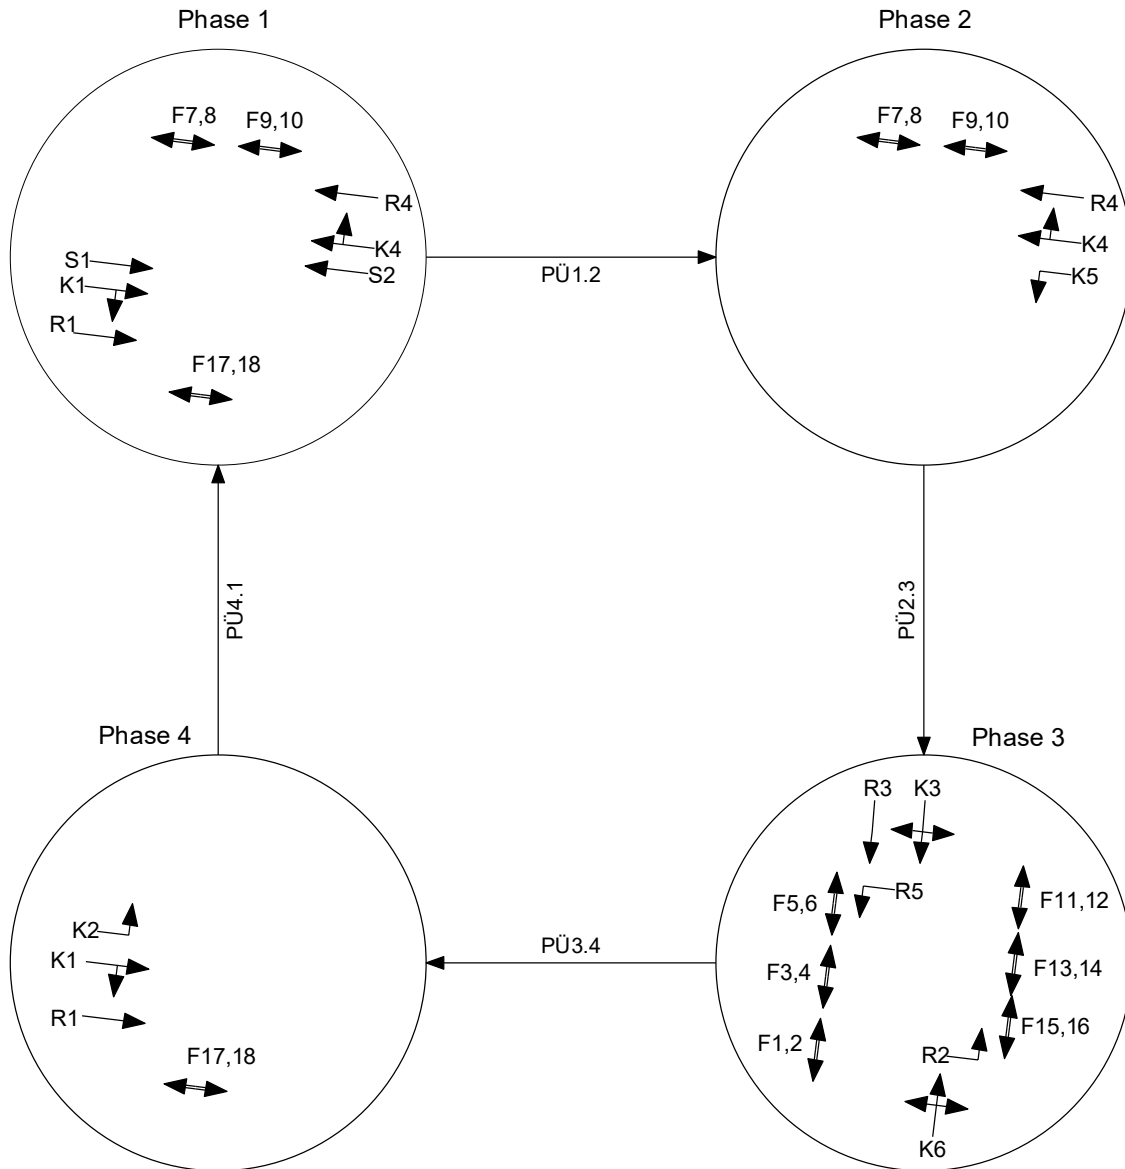 Phase 1
F7,8
F9,10
R4
K4
S2
S1
K1
R1
F17,18
PÜ1.2
Phase 2
F7,8
F9,10
R4
K4
K5
PÜ4.1
PÜ2.3
Phase 4
K2
K1
R1
F17,18
PÜ3.4
Phase 3
R3
K3
R5
F5,6
F11,12
F3,4
F13,14
F15,16
F1,2
R2
K6